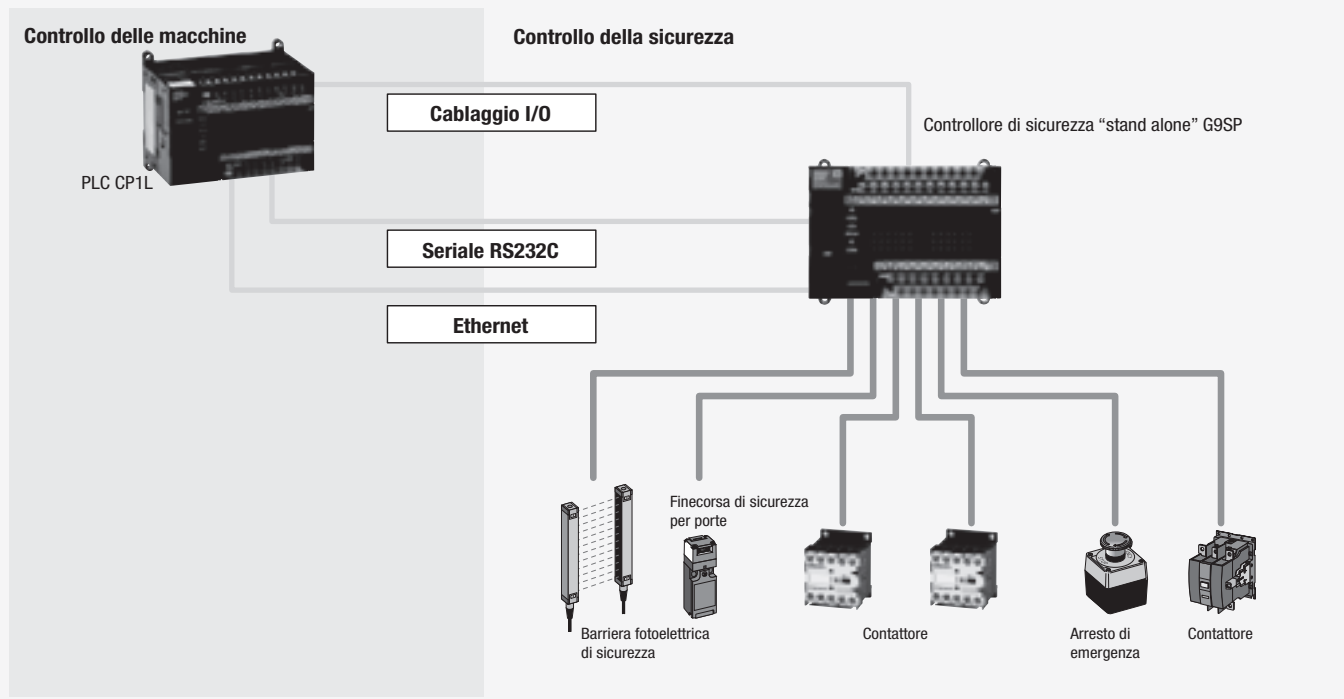 Controllo delle macchine
Controllo della sicurezza
Cablaggio I/O
Controllore di sicurezza “stand alone” G9SP
PLC CP1L
Seriale RS232C
Ethernet
Finecorsa di sicurezza
per porte
Barriera fotoelettrica
di sicurezza
Contattore
Arresto di
emergenza
Contattore